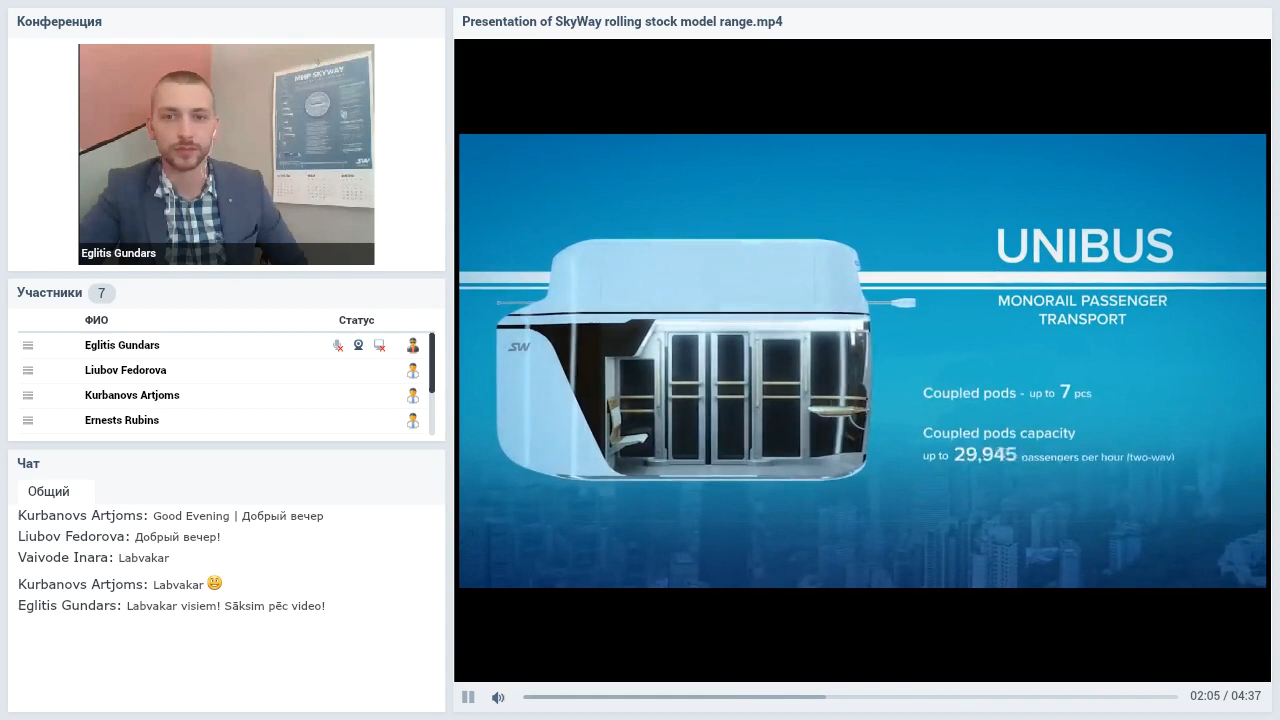 Конференция
МИР SKYWAY
SW
Eglitis Gundars
Участники 7
ФИО Статус
Eglitis Gundars
Liubov Fedorova
Kurbanovs Artjoms
Ernests Rubins
Чат
Общий
Kurbanovs Artjoms: Good Evening | Добрый вечер
Liubov Fedorova: Добрый вечер!
Vaivode Inara: Labvakar
Kurbanovs Artjoms: Labvakar
Eglitis Gundars: Labvakar visiem! Sāksim pēc video!
Presentation of SkyWay rolling stock model range.mp4
SW
UNIBUS
MONORAIL PASSENGER
TRANSPORT
Coupled pods - up to 7 pcs
Coupled pods capacity
up to 29,945 passengers per hour (two-way)
02:05 / 04:37